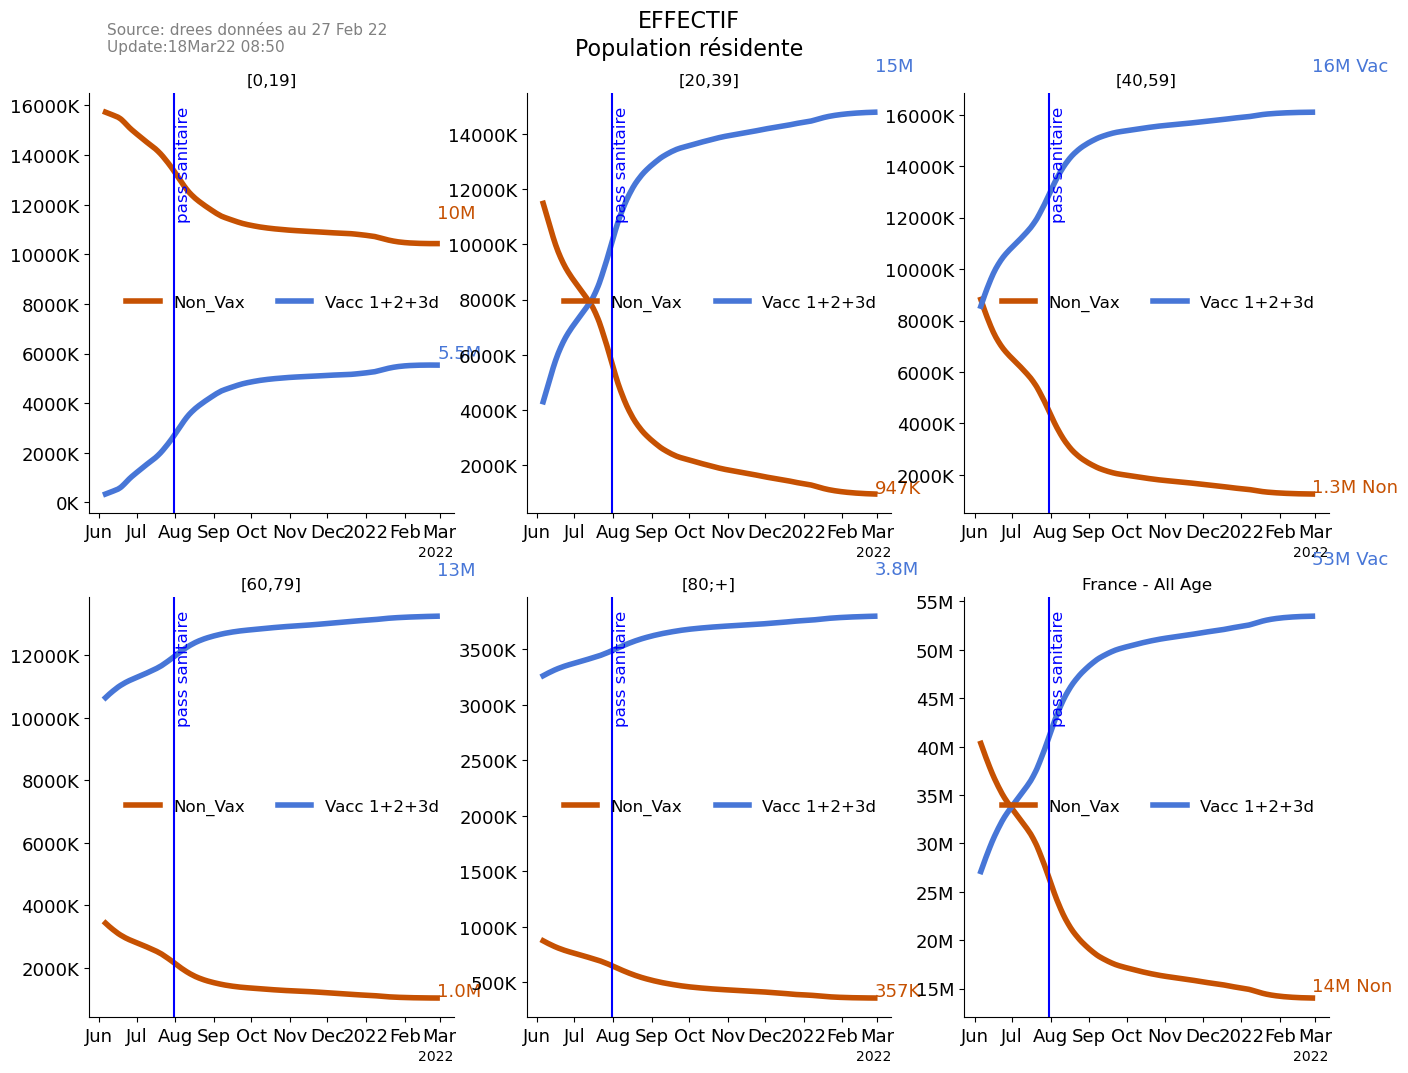 Source: drees données au 27 Feb 22
Update:18Mar22 08:50
EFFECTIF
Population résidente
[0,19]
16000K
14000K
12000K
10000K
8000K
6000K
4000K
2000K
0K
pass sanitaire
10M
5.5M
Non_Vax
Vacc 1+2+3d
Jun Jul Aug Sep Oct Nov Dec 2022 Feb Mar
2022
[20,39]
15M
14000K
12000K
10000K
8000K
6000K
4000K
2000K
pass sanitaire
947K
Non_Vax
Vacc 1+2+3d
Jun Jul Aug Sep Oct Nov Dec 2022 Feb Mar
2022
[40,59]
16M Vac
16000K
14000K
12000K
10000K
8000K
6000K
4000K
2000K
pass sanitaire
1.3M Non
Non_Vax
Vacc 1+2+3d
Jun Jul Aug Sep Oct Nov Dec 2022 Feb Mar
2022
[60,79]
13M
12000K
10000K
8000K
6000K
4000K
2000K
pass sanitaire
1.0M
Non_Vax
Vacc 1+2+3d
Jun Jul Aug Sep Oct Nov Dec 2022 Feb Mar
2022
[80;+]
3.8M
3500K
3000K
2500K
2000K
1500K
1000K
500K
pass sanitaire
357K
Non_Vax
Vacc 1+2+3d
Jun Jul Aug Sep Oct Nov Dec 2022 Feb Mar
2022
France - All Age
53M Vac
55M
50M
45M
40M
35M
30M
25M
20M
15M
pass sanitaire
14M Non
Non_Vax
Vacc 1+2+3d
Jun Jul Aug Sep Oct Nov Dec 2022 Feb Mar
2022